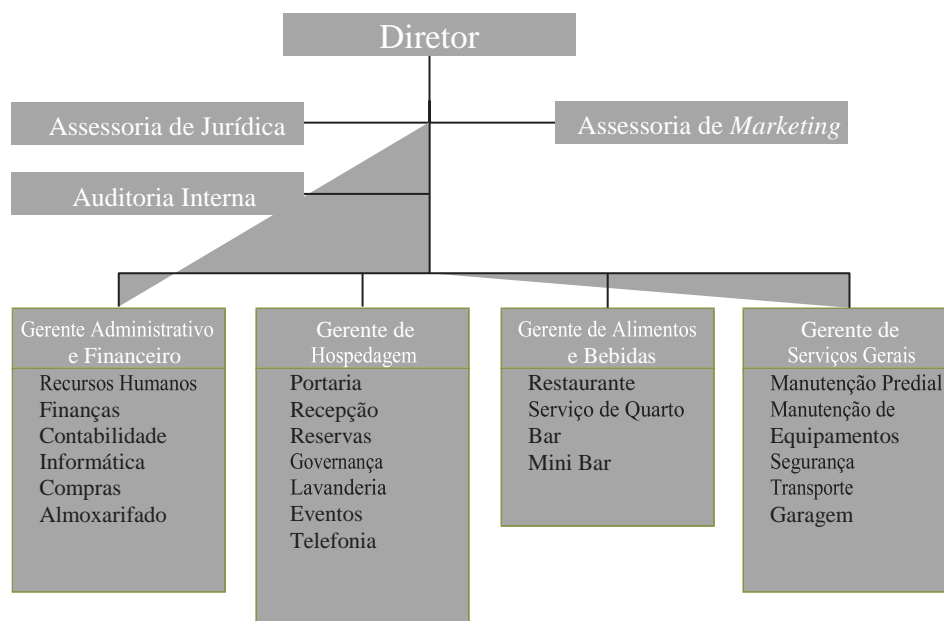 Diretor
Assessoria de Jurídica
Assessoria de Marketing
Auditoria Interna
Gerente Administrativo
e Financeiro
Recursos Humanos
Finanças
Contabilidade
Informática
Compras
Almoxarifado
Gerente de
Hospedagem
Portaria
Recepção
Reservas
Governança
Lavanderia
Eventos
Telefonia
Gerente de Alimentos
e Bebidas
Restaurante
Serviço de Quarto
Bar
Mini Bar
Gerente de
Serviços Gerais
Manutenção Predial
Manutenção de
Equipamentos
Segurança
Transporte
Garagem